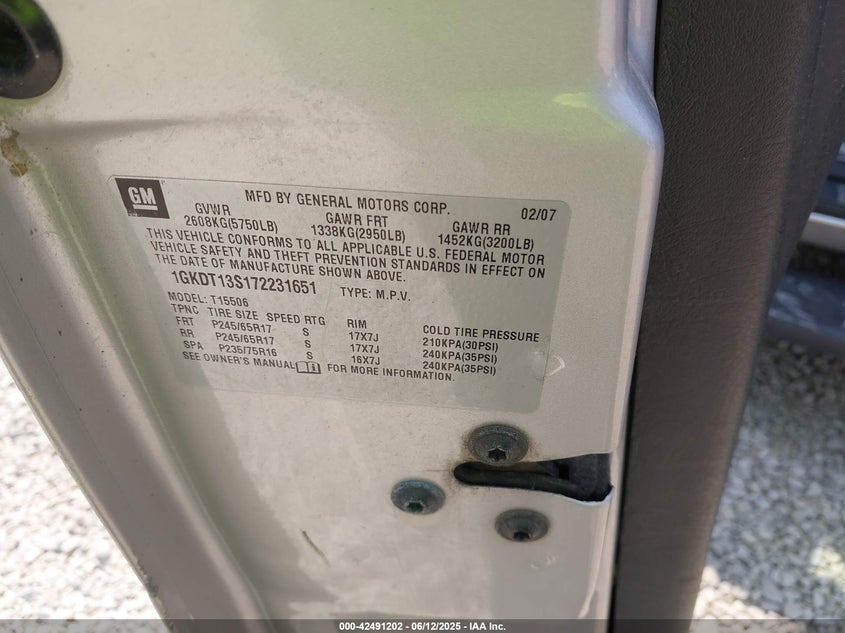 GM
MFD BY GENERAL MOTORS CORP. 02/07
GVWR GAWR FRT GAWR RR
2608KG(5750LB) 1338KG(2950LB) 1452KG(3200LB)
THIS VEHICLE CONFORMS TO ALL APPLICABLE U.S. FEDERAL MOTOR
VEHICLE SAFETY AND THEFT PREVENTION STANDARDS IN EFFECT ON
THE DATE OF MANUFACTURE SHOWN ABOVE.
1GKDT13S172231651 TYPE: M.P.V.
MODEL: T15506
TPNC TIRE SIZE SPEED RTG RIM COLD TIRE PRESSURE
FRT P245/65R17 S 17X7J 210KPA(30PSI)
RR P245/65R17 S 17X7J 240KPA(35PSI)
SPA P235/75R16 S 16X7J 240KPA(35PSI)
SEE OWNER'S MANUAL FOR MORE INFORMATION.
000-42491202 - 06/12/2025 - IAA Inc.